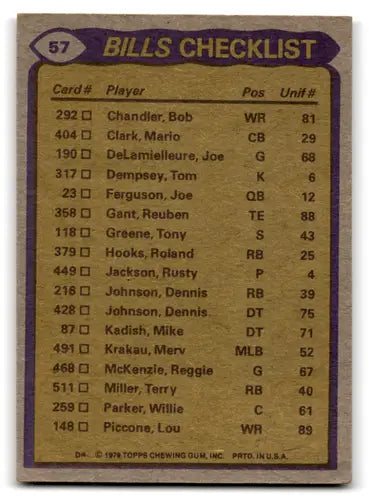 57 BILLS CHECKLIST
Card # Player Pos Unif #
292 Chandler, Bob WR 81
404 Clark, Mario CB 29
190 DeLamielleure, Joe G 68
317 Dempsey, Tom K 6
23 Ferguson, Joe QB 12
358 Gant, Reuben TE 88
118 Greene, Tony S 43
379 Hooks, Roland RB 25
449 Jackson, Rusty P 4
216 Johnson, Dennis RB 39
428 Johnson, Dennis DT 75
87 Kadish, Mike DT 71
491 Krakau, Merv MLB 52
468 McKenzie, Reggie G 67
511 Miller, Terry RB 40
259 Parker, Willie C 61
148 Piccone, Lou WR 89
D* © 1979 TOPPS CHEWING GUM, INC. PRTD. IN U.S.A.